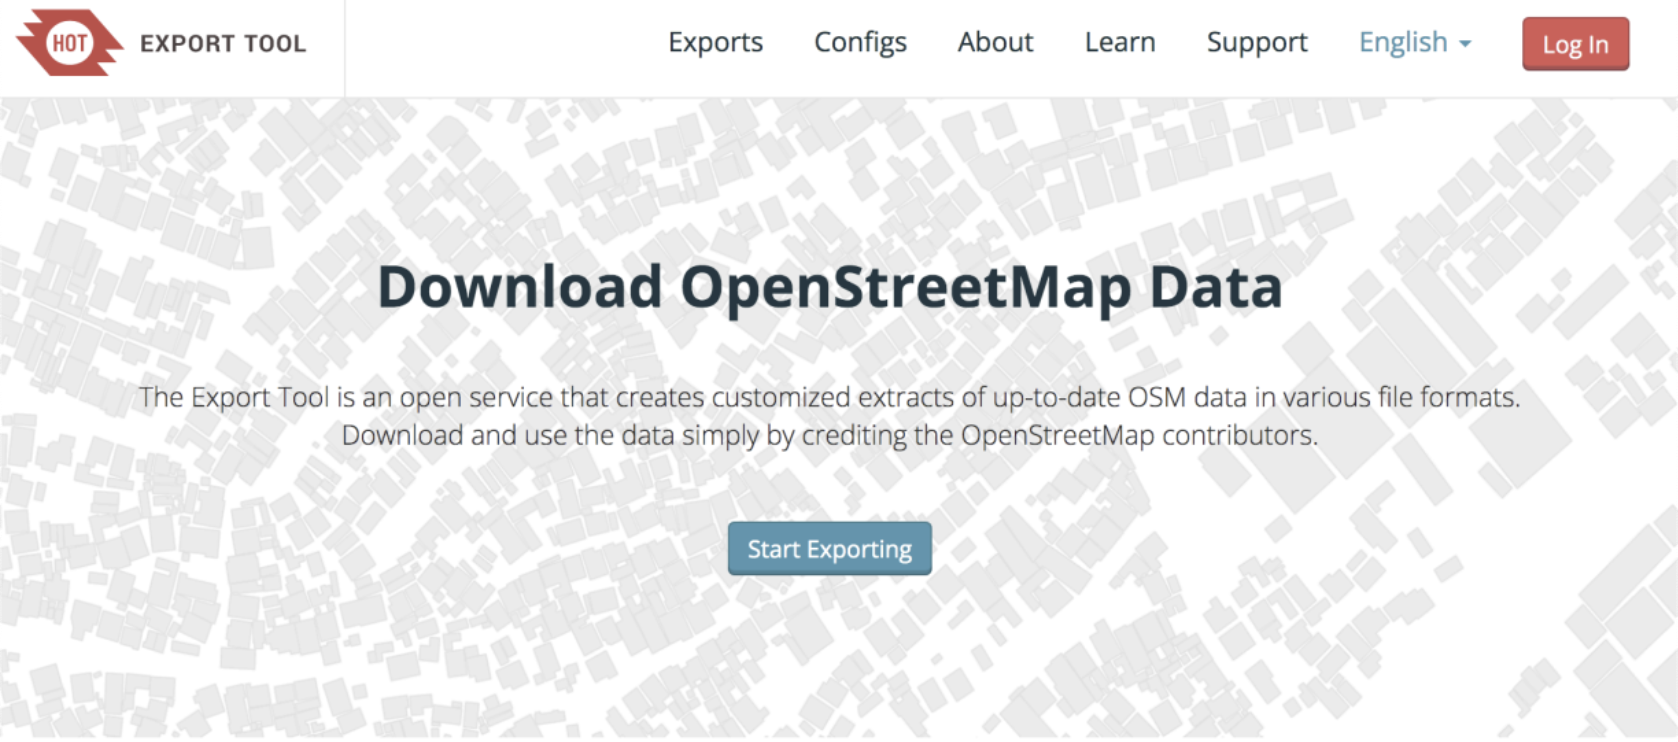 HOT EXPORT TOOL Exports Configs About Learn Support English Log In
Download OpenStreetMap Data
The Export Tool is an open service that creates customized extracts of up-to-date OSM data in various file formats.
Download and use the data simply by crediting the OpenStreetMap contributors.
Start Exporting